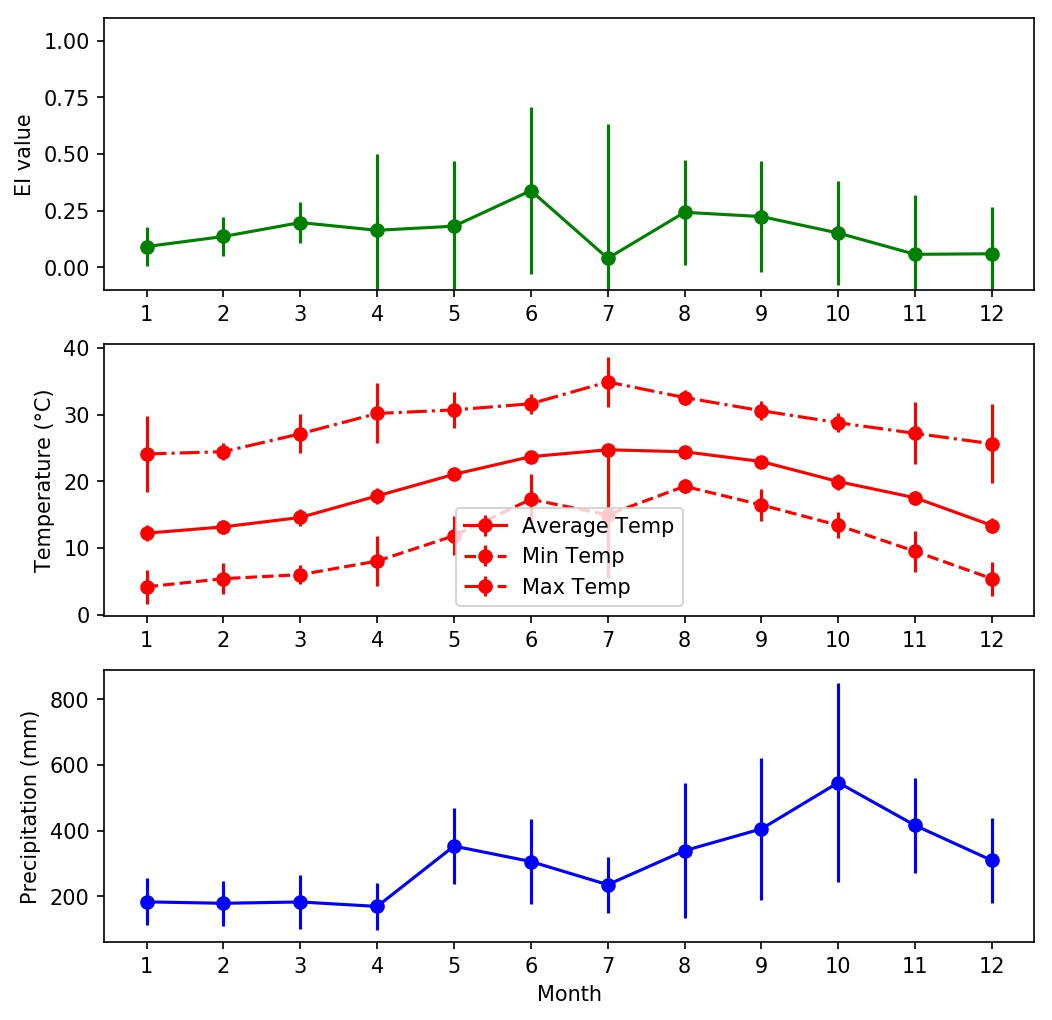 1.00
0.75
0.50
0.25
0.00
EI value
1 2 3 4 5 6 7 8 9 10 11 12
40
30
20
10
0
Temperature (°C)
Average Temp
Min Temp
Max Temp
1 2 3 4 5 6 7 8 9 10 11 12
800
600
400
200
Precipitation (mm)
1 2 3 4 5 6 7 8 9 10 11 12
Month